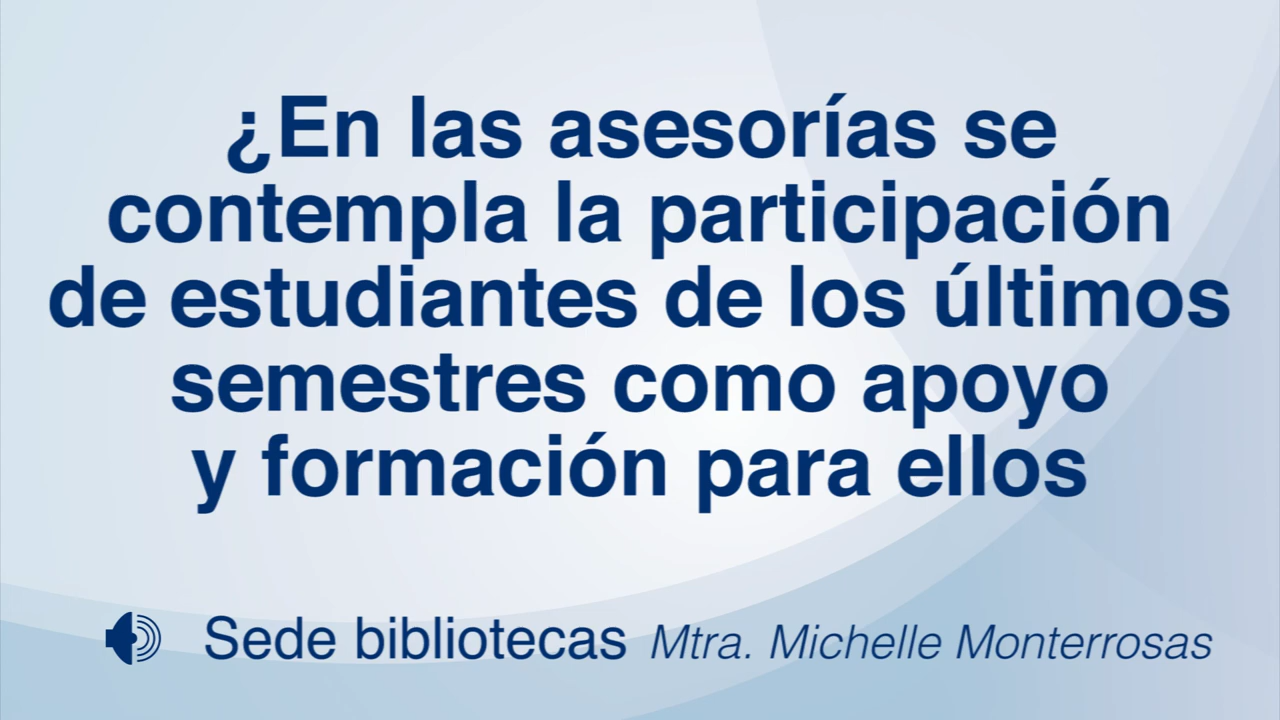 ¿En las asesorías se
contempla la participación
de estudiantes de los últimos
semestres como apoyo
y formación para ellos
Sede bibliotecas Mtra. Michelle Monterrosas